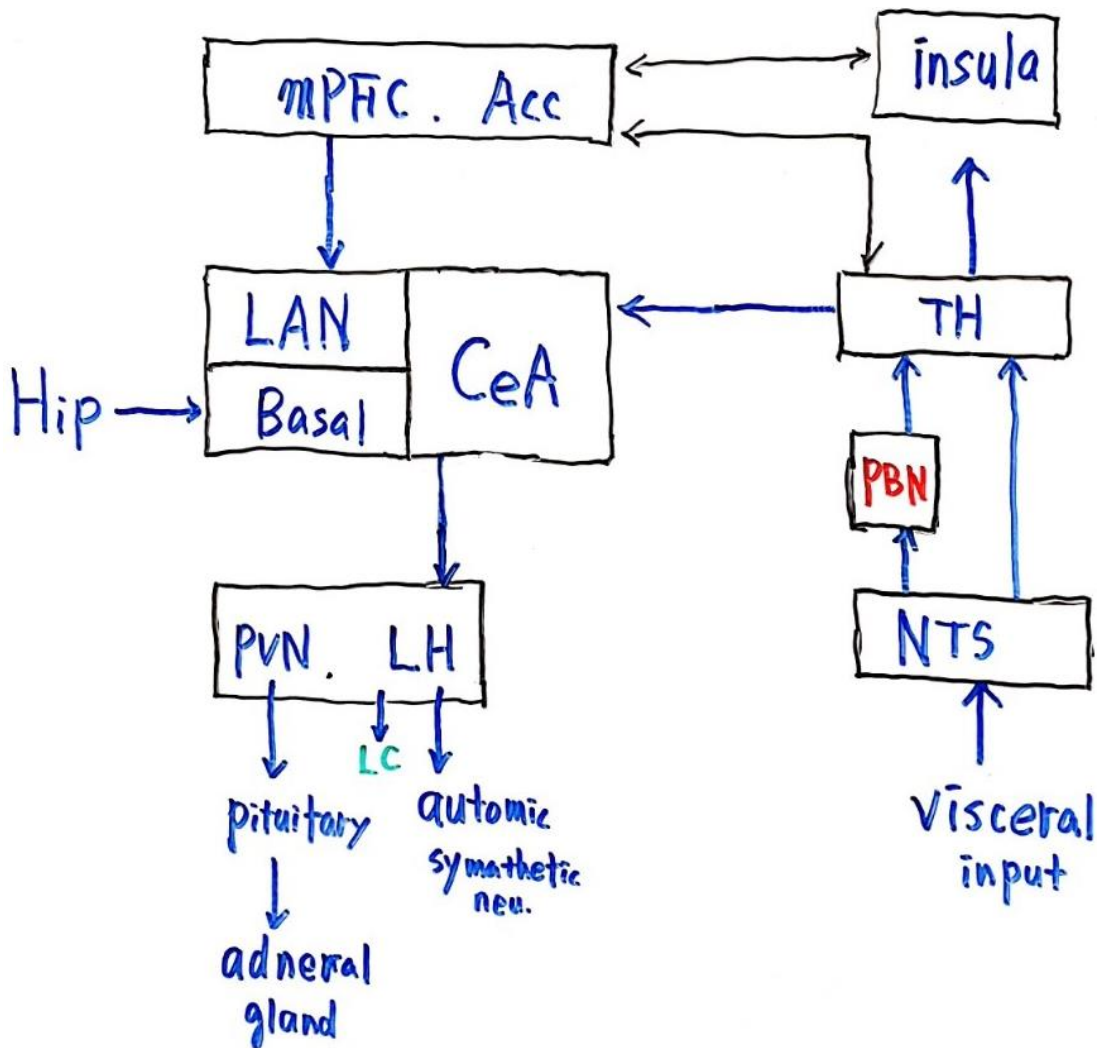 insula
mPFC. Acc
LAN
CeA
TH
Hip
Basal
PBN
PVN. LH
NTS
LC
pituitary
automic
symathetic
neu.
visceral
input
adneral
gland